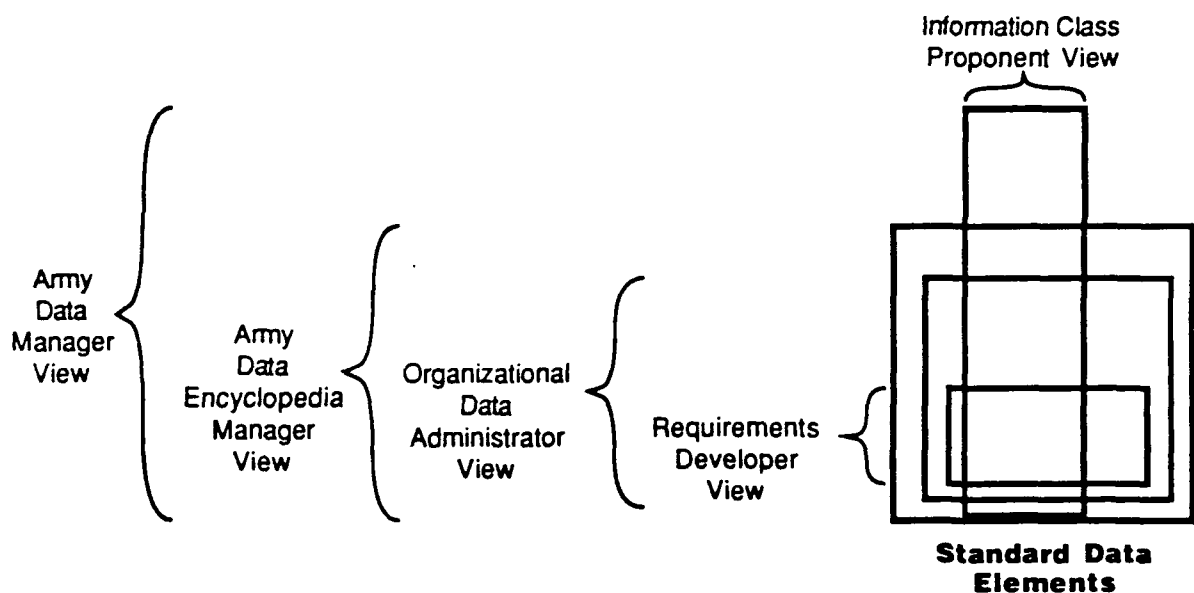 Information Class
Proponent View
Army
Data
Manager
View
Army
Data
Encyclopedia
Manager
View
Organizational
Data
Administrator
View
Requirements
Developer
View
Standard Data
Elements